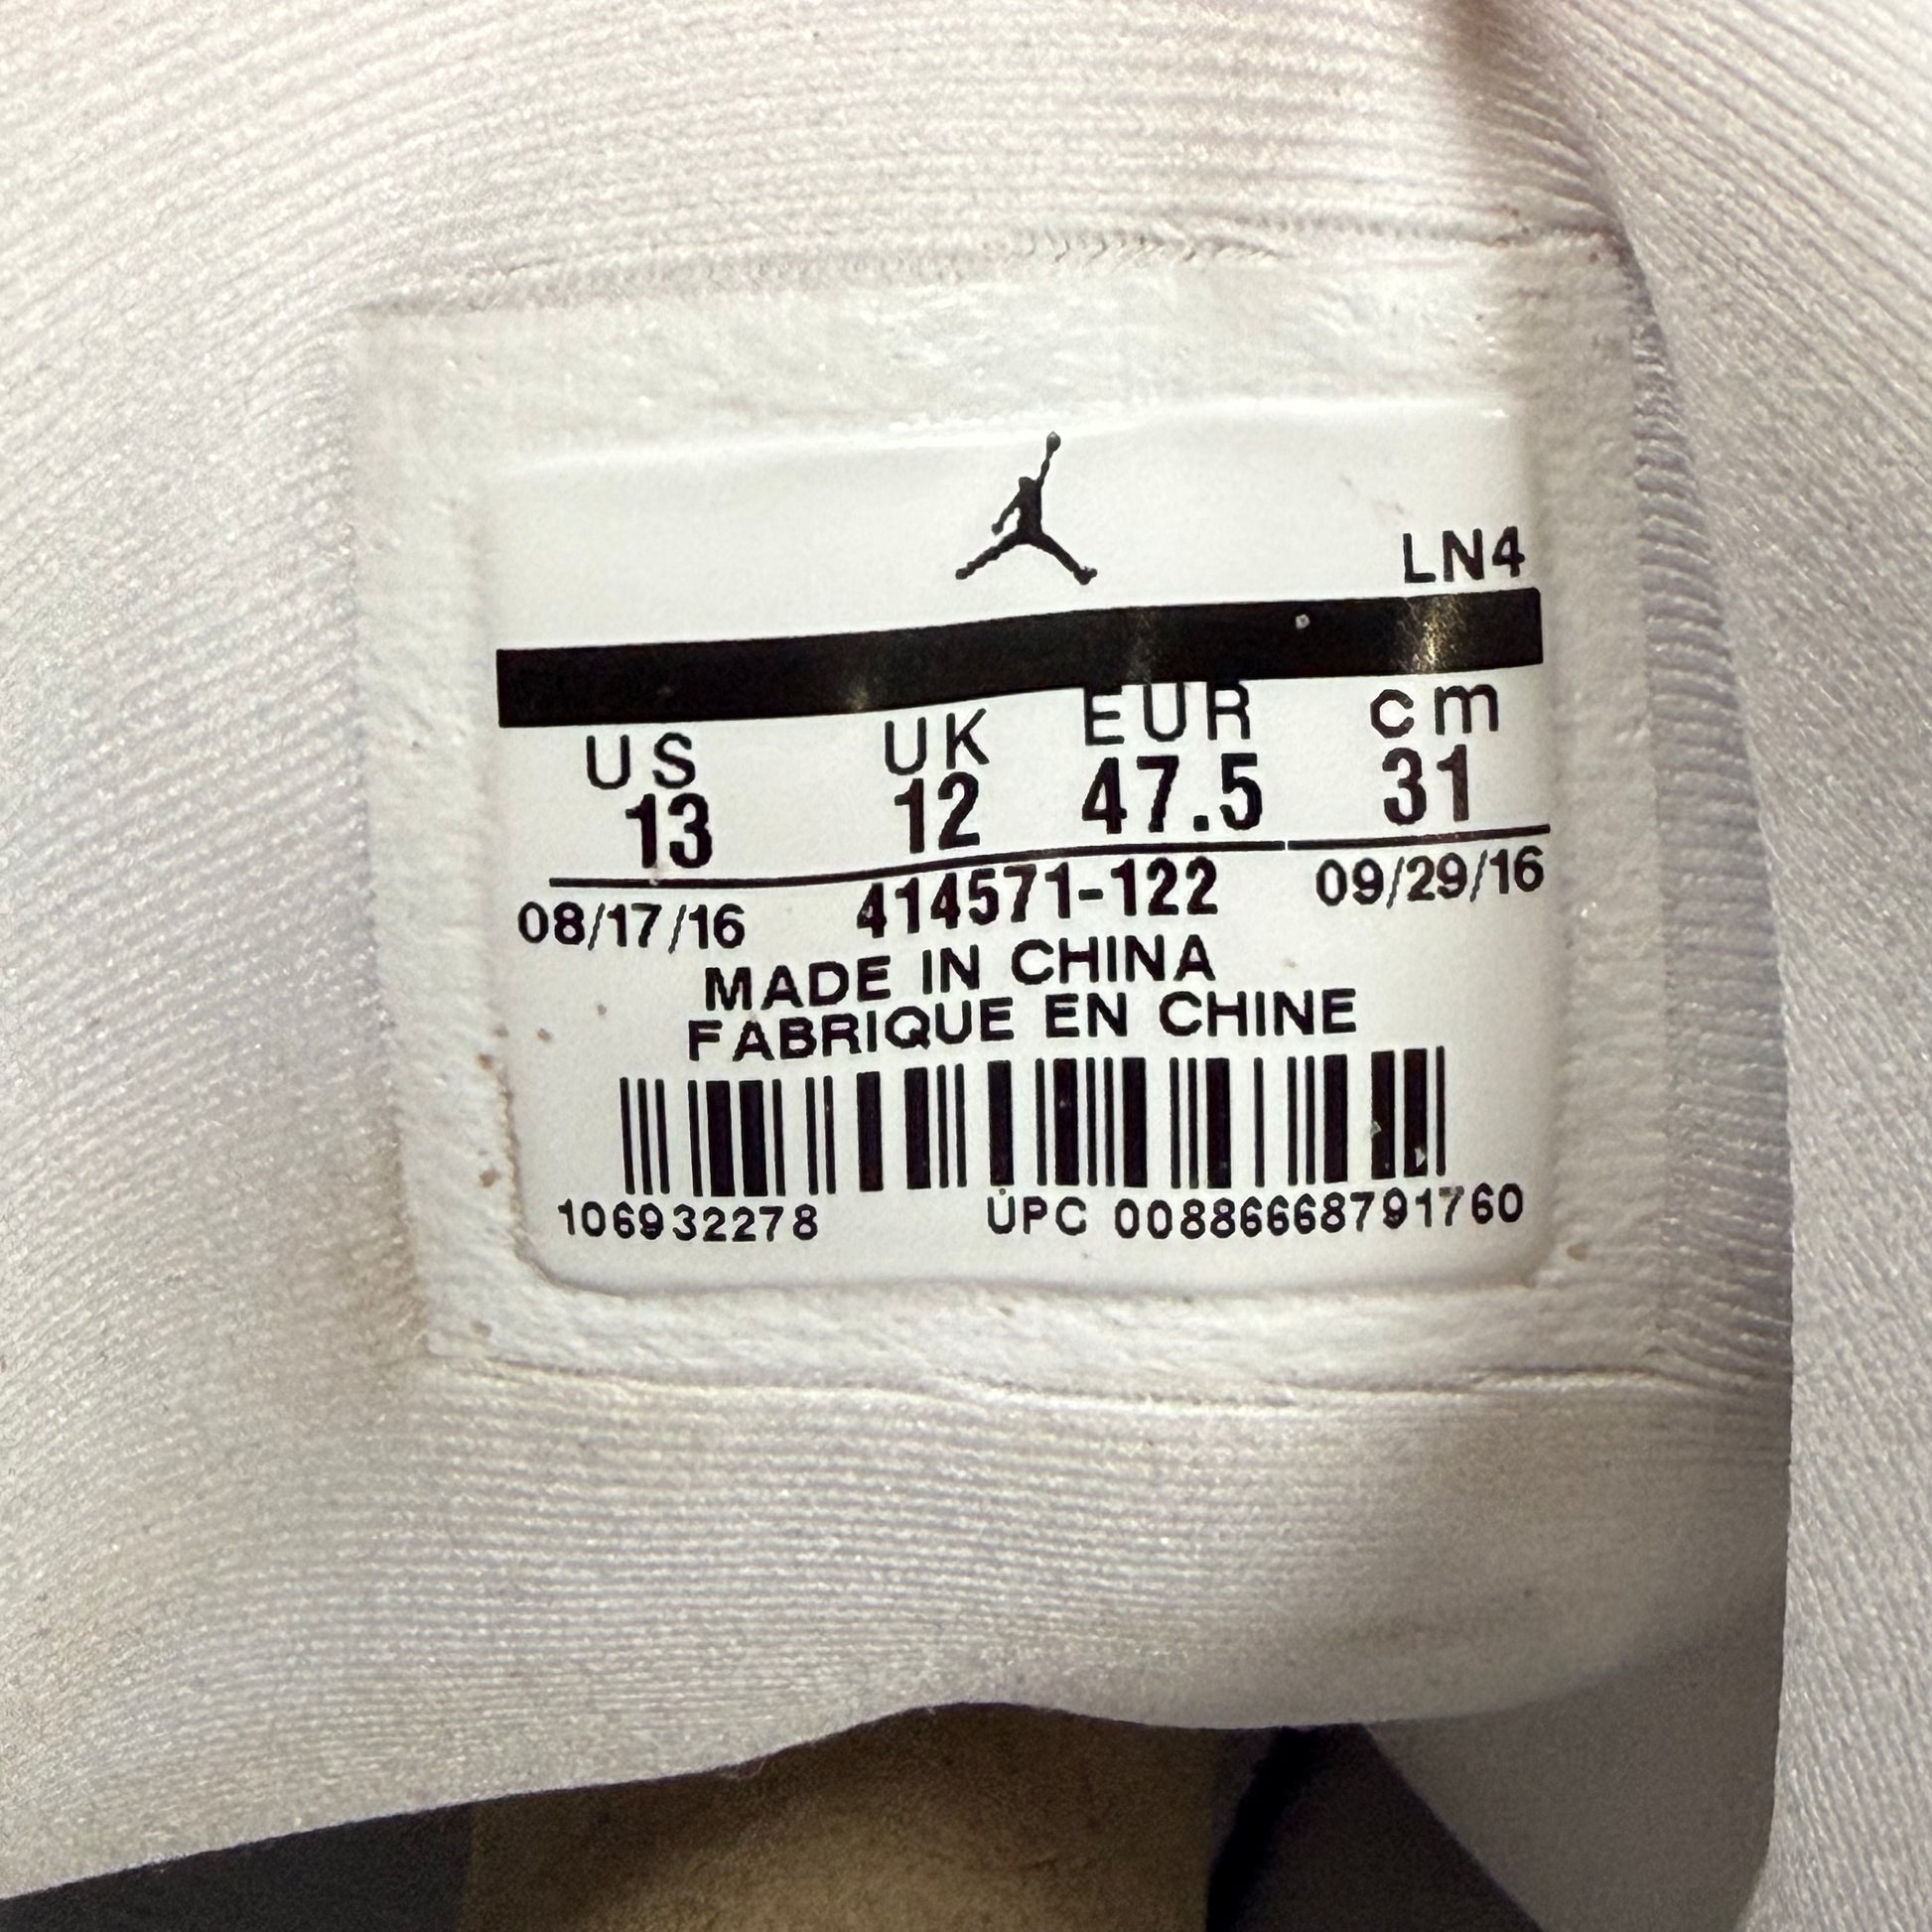 LN4
US UK EUR cm
13 12 47.5 31
08/17/16 414571-122 09/29/16
MADE IN CHINA
FABRIQUE EN CHINE
106932278 UPC 00886668791760